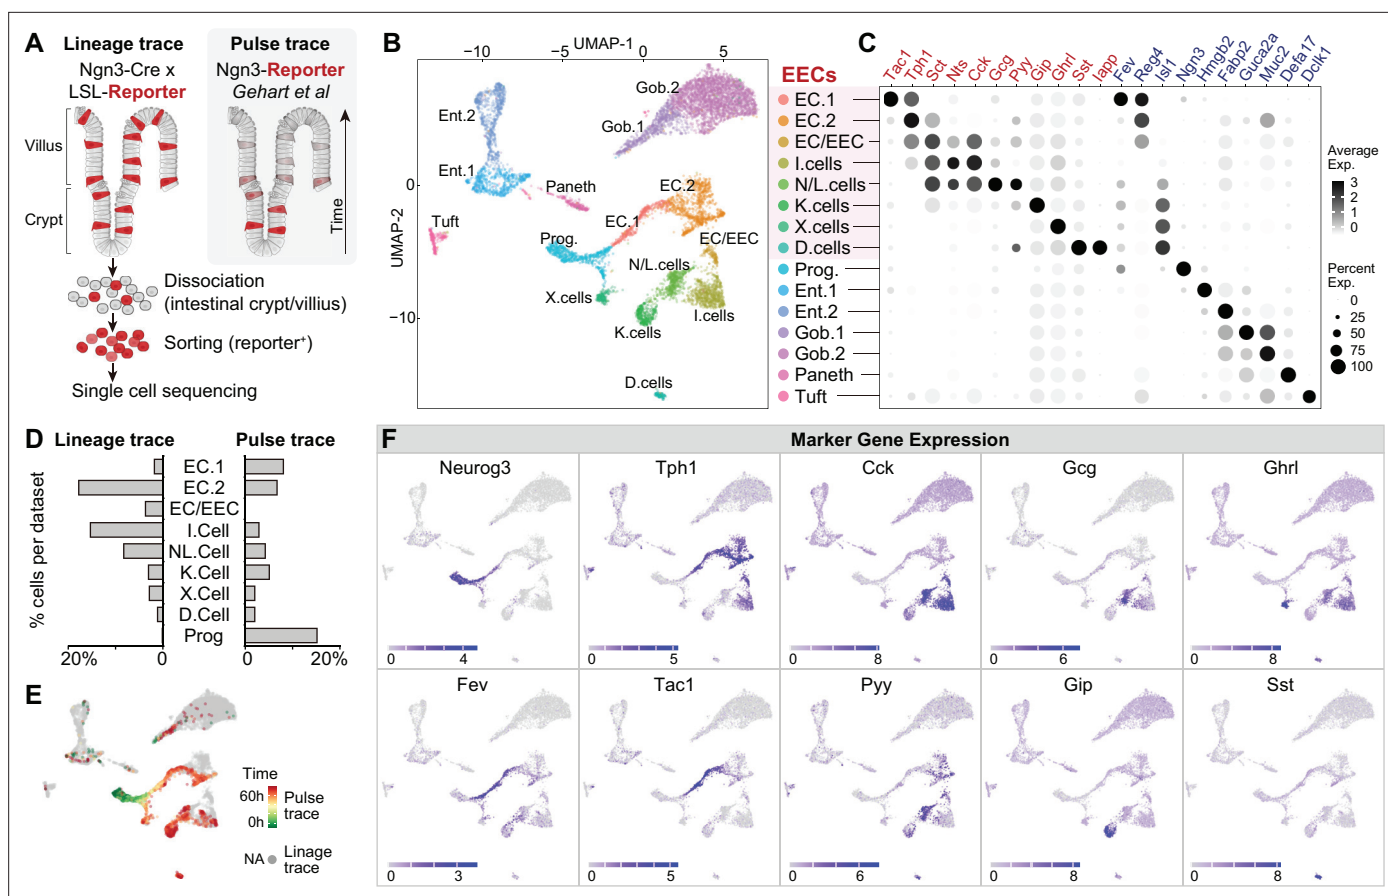 A
Lineage trace
Pulse trace
Ngn3-Cre x
LSL-Reporter
Ngn3-Reporter
Gehart et al
Villus
Crypt
Time
Dissociation
(intestinal crypt/villius)
Sorting (reporter+)
Single cell sequencing
B
UMAP-1
−10
−5
0
5
UMAP-2
0
−10
Ent.2
Gob.2
Gob.1
Ent.1
Paneth
EC.2
Tuft
EC.1
Prog.
EC/EEC
N/L.cells
X.cells
K.cells
I.cells
D.cells
C
Tac1
Tph1
Sct
Nts
Cck
Gcg
Pyy
Gip
Ghrl
Sst
Iapp
Fev
Reg4
Isl1
Ngn3
Hmgb2
Fabp2
Guca2a
Muc2
Defa17
Dclk1
EECs
EC.1
EC.2
EC/EEC
I.cells
N/L.cells
K.cells
X.cells
D.cells
Prog.
Ent.1
Ent.2
Gob.1
Gob.2
Paneth
Tuft
Average
Exp.
3
2
1
0
Percent
Exp.
0
25
50
75
100
D
Lineage trace
Pulse trace
% cells per dataset
EC.1
EC.2
EC/EEC
I.Cell
NL.Cell
K.Cell
X.Cell
D.Cell
Prog
20%
0
0
20%
E
Time
60h
0h
Pulse
trace
NA
Linage
trace
F
Marker Gene Expression
Neurog3
0 4
Tph1
0 5
Cck
0 8
Gcg
0 6
Ghrl
0 8
Fev
0 3
Tac1
0 5
Pyy
0 6
Gip
0 8
Sst
0 8